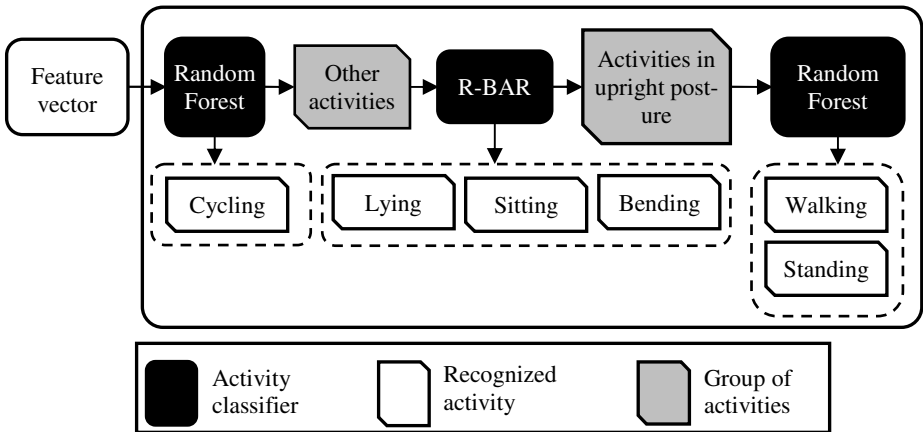 Feature
vector
Random
Forest
Other
activities
R-BAR
Activities in
upright post-
ure
Random
Forest
Cycling
Lying
Sitting
Bending
Walking
Standing
Activity
classifier
Recognized
activity
Group of
activities